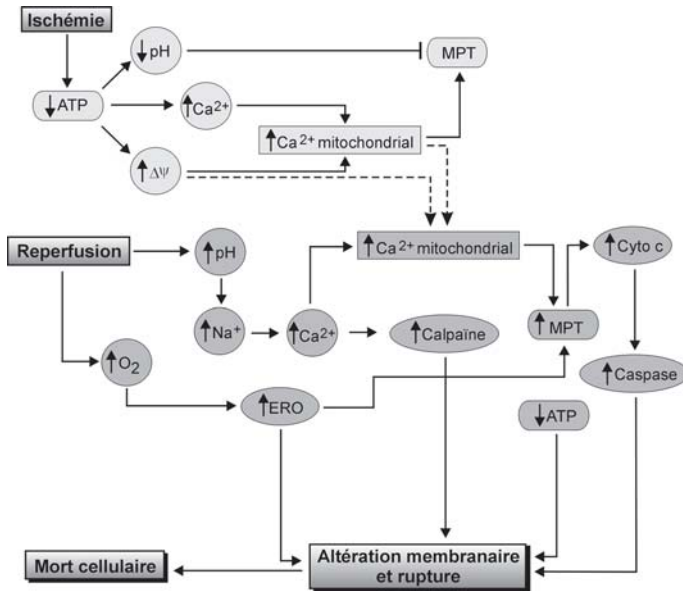 Ischémie
↓pH
MPT
↓ATP
↑Ca2+
↑Ca2+ mitochondrial
↑ΔΨ
Reperfusion
↑pH
↑Ca2+ mitochondrial
↑Cyto c
↑Na+
↑Ca2+
↑Calpaïne
↑MPT
↑O2
↑Caspase
↑ERO
↓ATP
Mort cellulaire
Altération membranaire
et rupture